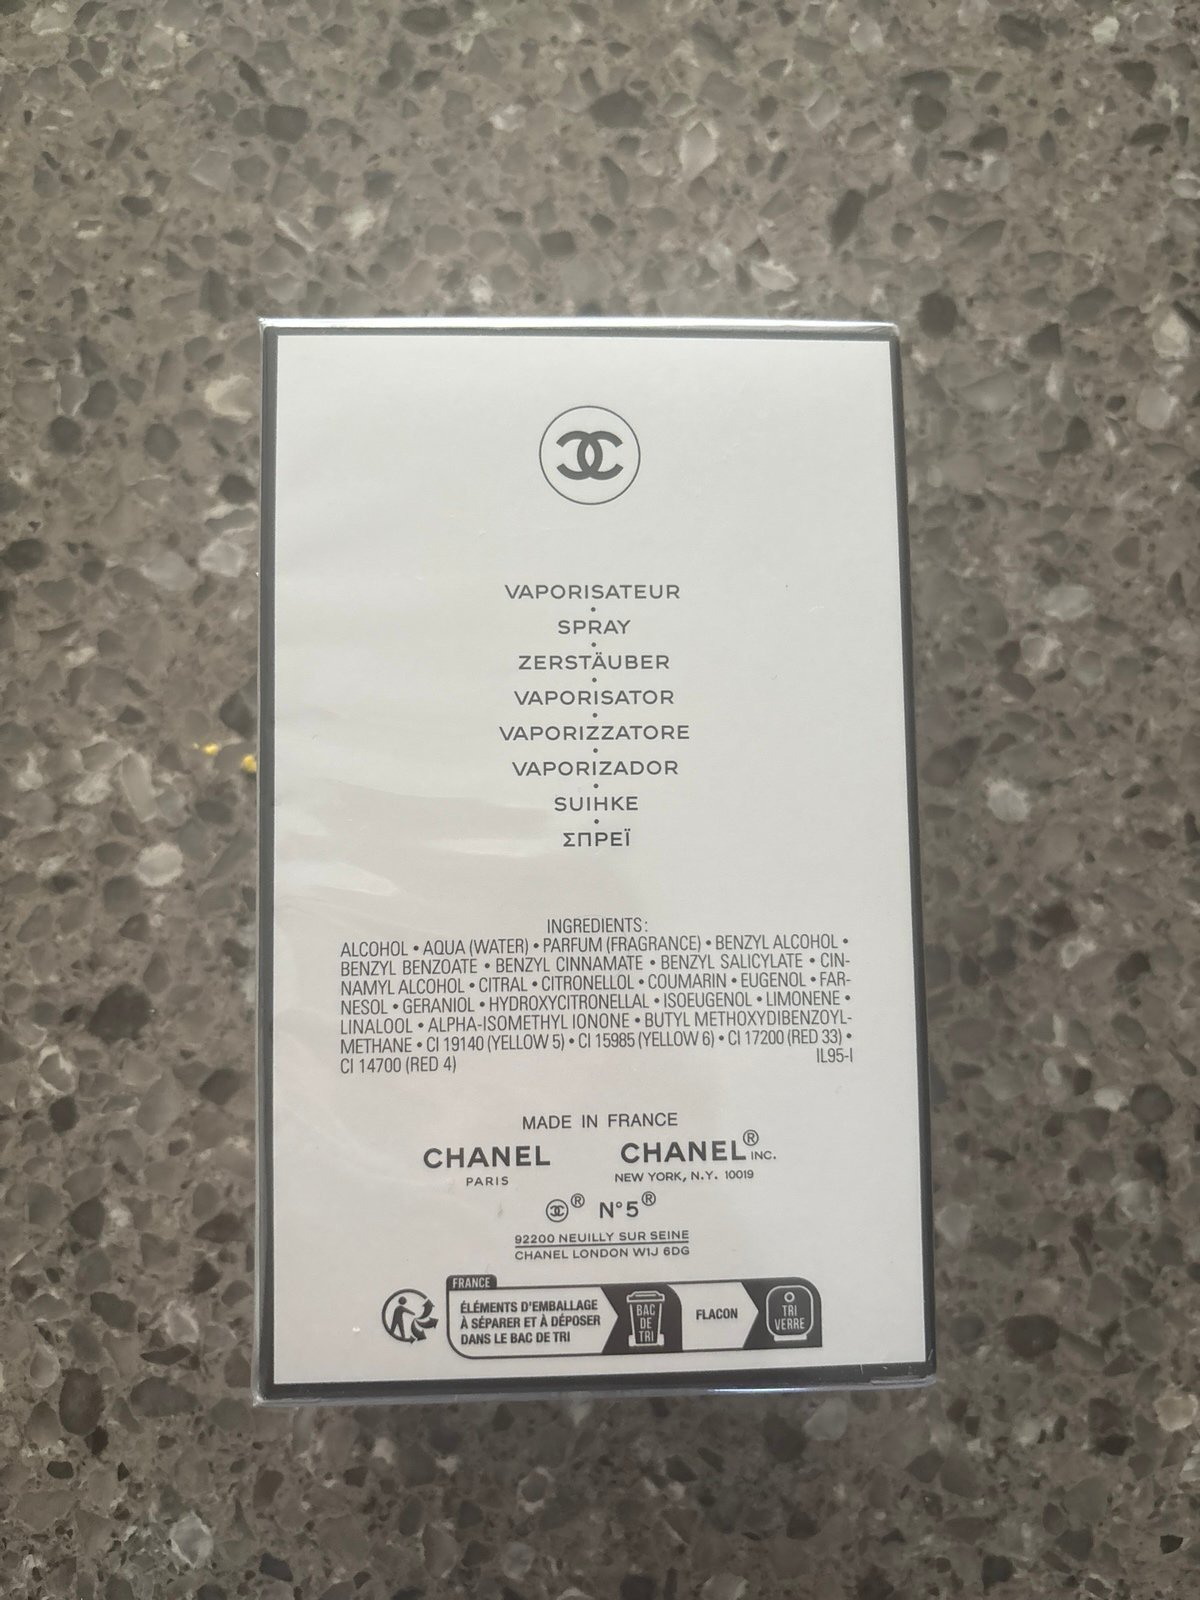 VAPORISATEUR
•
SPRAY
•
ZERSTÄUBER
•
VAPORISATOR
•
VAPORIZZATORE
•
VAPORIZADOR
•
SUIHKE
•
ΣΠΡΕΪ
INGREDIENTS:
ALCOHOL • AQUA (WATER) • PARFUM (FRAGRANCE) • BENZYL ALCOHOL •
BENZYL BENZOATE • BENZYL CINNAMATE • BENZYL SALICYLATE • CIN-
NAMYL ALCOHOL • CITRAL • CITRONELLOL • COUMARIN • EUGENOL • FAR-
NESOL • GERANIOL • HYDROXYCITRONELLAL • ISOEUGENOL • LIMONENE •
LINALOOL • ALPHA-ISOMETHYL IONONE • BUTYL METHOXYDIBENZOYL-
METHANE • CI 19140 (YELLOW 5) • CI 15985 (YELLOW 6) • CI 17200 (RED 33) •
CI 14700 (RED 4) IL95-I
MADE IN FRANCE
CHANEL CHANEL® INC.
PARIS NEW YORK, N.Y. 10019
® N°5®
92200 NEUILLY SUR SEINE
CHANEL LONDON W1J 6DG
FRANCE
ÉLÉMENTS D'EMBALLAGE
À SÉPARER ET À DÉPOSER
DANS LE BAC DE TRI
BAC
DE
TRI
FLACON
TRI
VERRE